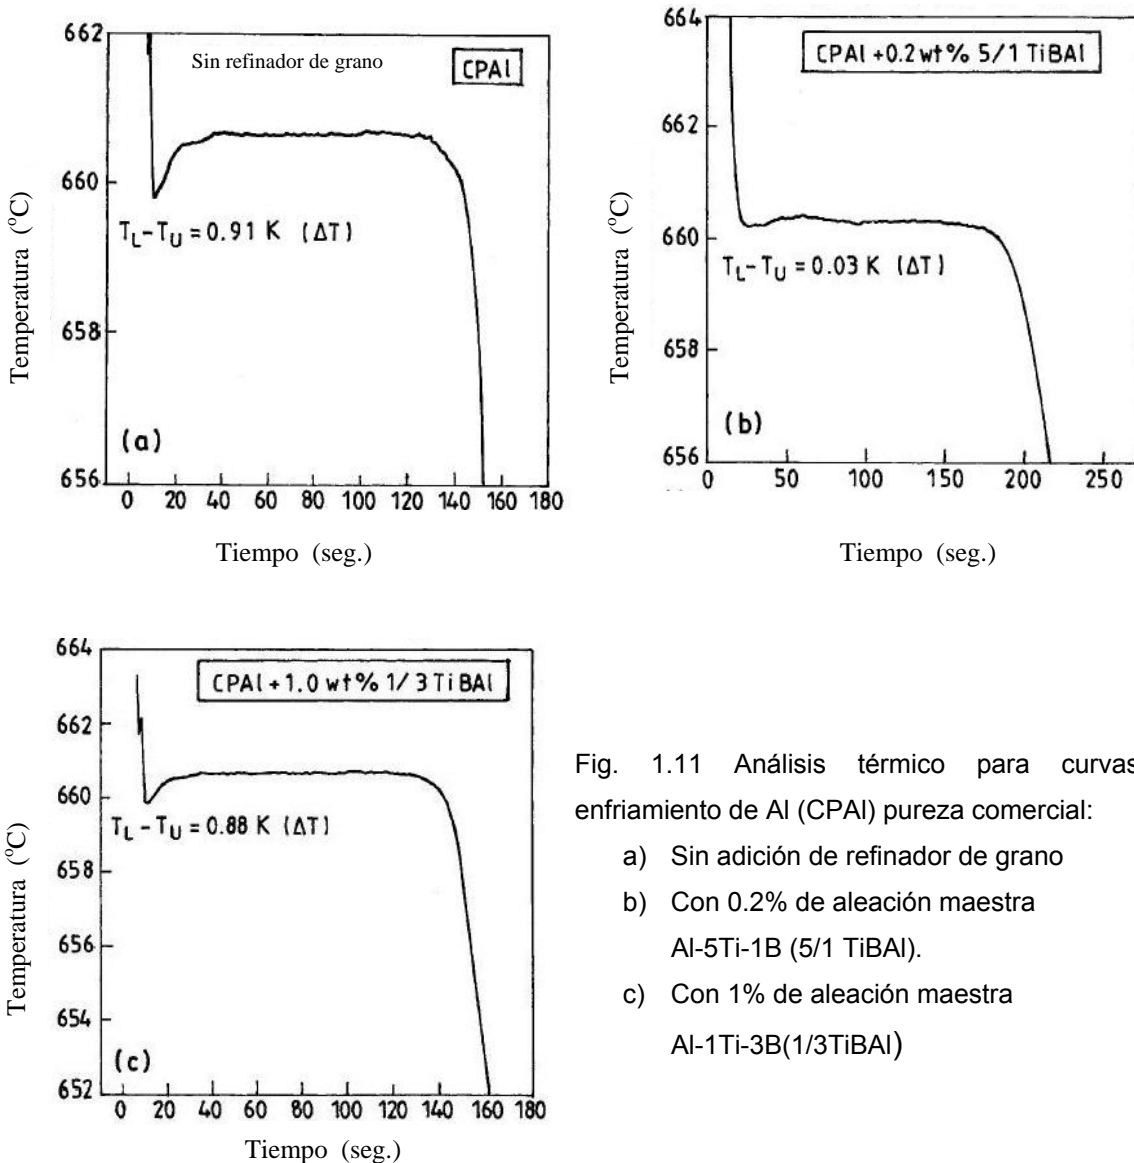 662
Sin refinador de grano
CPAl
660
T_L-T_U = 0.91 K (ΔT)
658
(a)
656
0 20 40 60 80 100 120 140 160 180
Temperatura (°C)
Tiempo (seg.)
664
CPAl +0.2 wt% 5/1 TiBAl
662
660
T_L-T_U = 0.03 K (ΔT)
658
(b)
656
0 50 100 150 200 250
Temperatura (°C)
Tiempo (seg.)
664
CPAl + 1.0 wt% 1/3 TiBAl
662
660
T_L-T_U = 0.88 K (ΔT)
658
656
654
(c)
652
0 20 40 60 80 100 120 140 160 180
Temperatura (°C)
Tiempo (seg.)
Fig. 1.11 Análisis térmico para curvas
enfriamiento de Al (CPAl) pureza comercial:
a) Sin adición de refinador de grano
b) Con 0.2% de aleación maestra
Al-5Ti-1B (5/1 TiBAl).
c) Con 1% de aleación maestra
Al-1Ti-3B(1/3TiBAl)